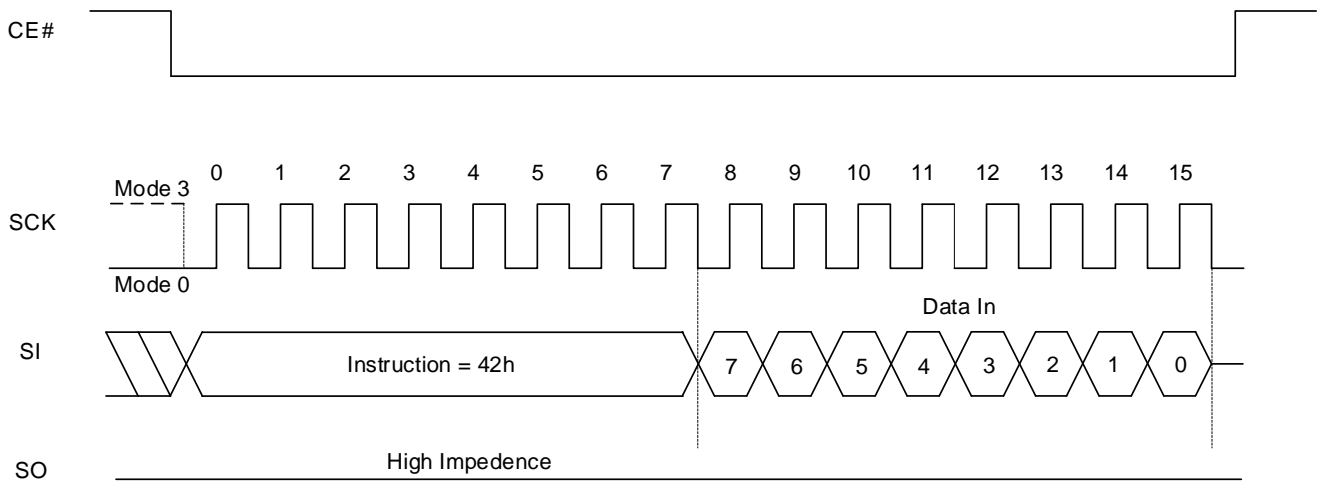 CE#
0 1 2 3 4 5 6 7 8 9 10 11 12 13 14 15
Mode 3
SCK
Mode 0
Data In
SI
Instruction = 42h
7 6 5 4 3 2 1 0
High Impedence
SO